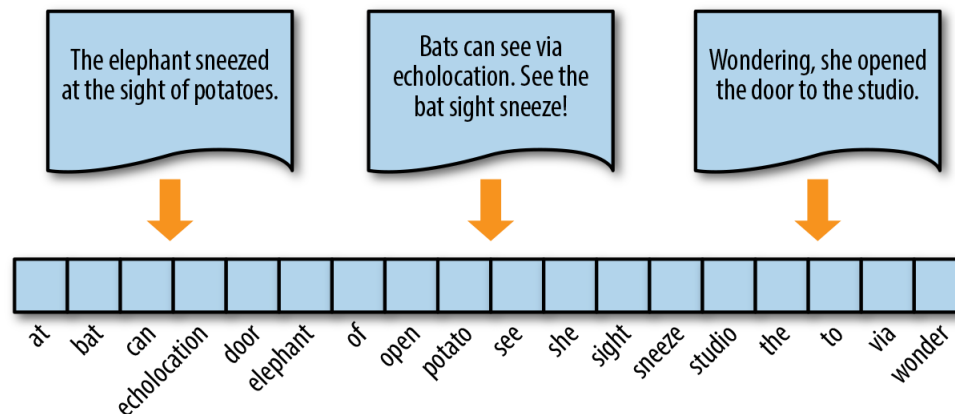 The elephant sneezed
at the sight of potatoes.
Bats can see via
echolocation. See the
bat sight sneeze!
Wondering, she opened
the door to the studio.
at
bat
can
echolocation
door
elephant
of
open
potato
see
she
sight
sneeze
studio
the
to
via
wonder